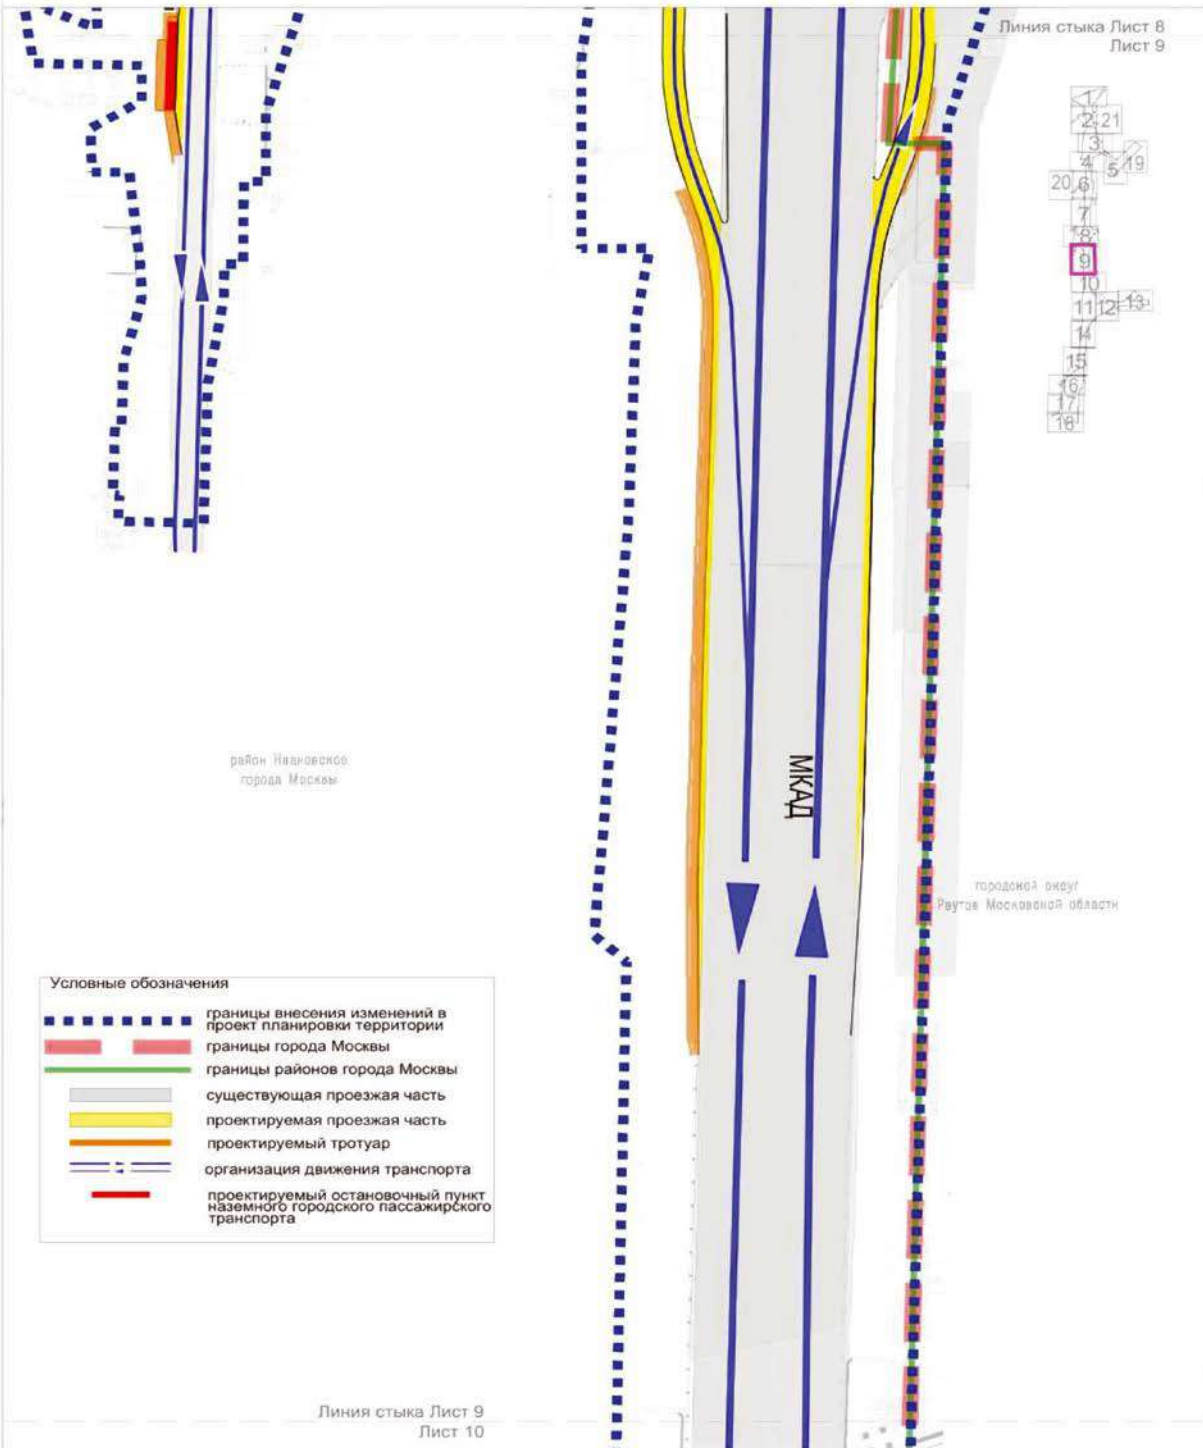 Линия стыка Лист 8
Лист 9
1
2 21
3
4 5 19
20 6
7
8
9
10
11 12 13
14
15
16
17
18
район Ивановское
города Москвы
МКАД
городской округ
Реутов Московской области
Условные обозначения
границы внесения изменений в
проект планировки территории
границы города Москвы
границы районов города Москвы
существующая проезжая часть
проектируемая проезжая часть
проектируемый тротуар
организация движения транспорта
проектируемый остановочный пункт
наземного городского пассажирского
транспорта
Линия стыка Лист 9
Лист 10